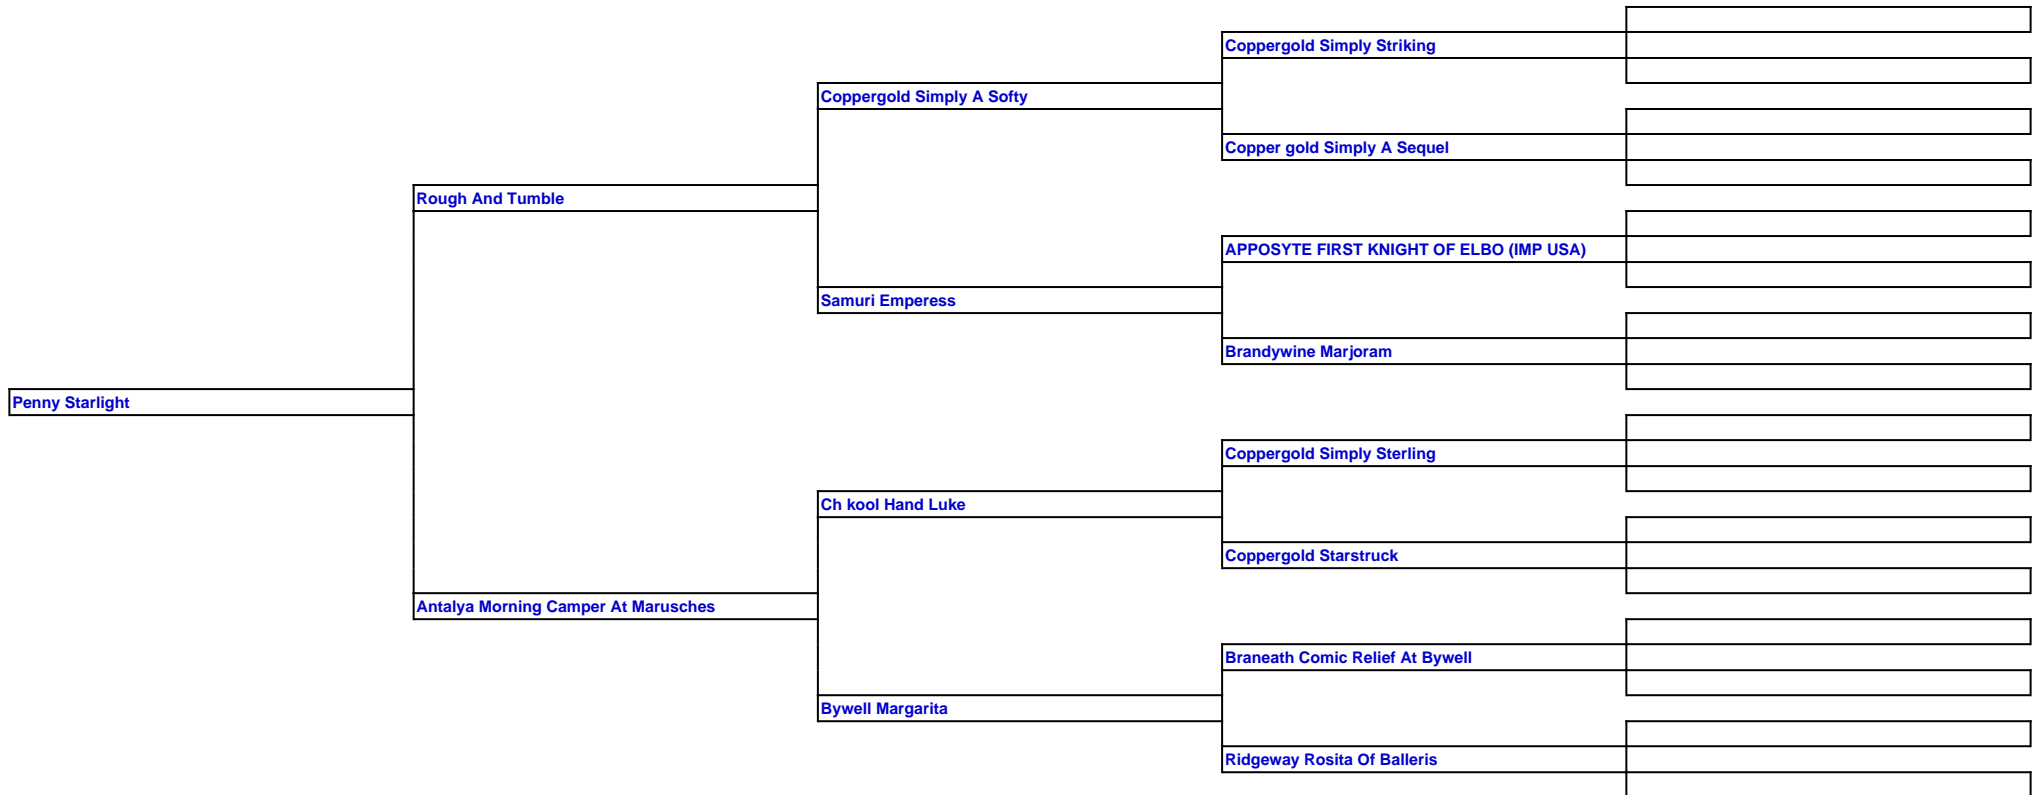 Coppergold Simply Striking
Coppergold Simply A Softy
Copper gold Simply A Sequel
Rough And Tumble
APPOSYTE FIRST KNIGHT OF ELBO (IMP USA)
Samuri Emperess
Brandywine Marjoram
Penny Starlight
Coppergold Simply Sterling
Ch kool Hand Luke
Coppergold Starstruck
Antalya Morning Camper At Marusches
Braneath Comic Relief At Bywell
Bywell Margarita
Ridgeway Rosita Of Balleris